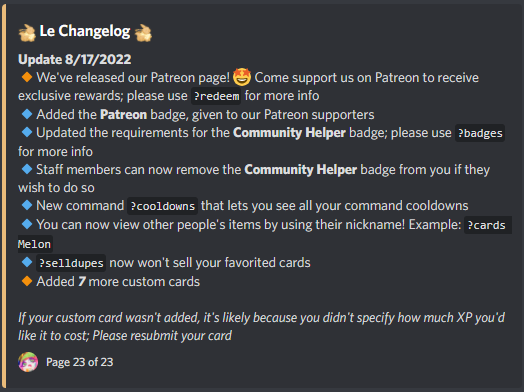 Le Changelog
Update 8/17/2022
We've released our Patreon page! Come support us on Patreon to receive
exclusive rewards; please use ?redeem for more info
Added the Patreon badge, given to our Patreon supporters
Updated the requirements for the Community Helper badge; please use ?badges
for more info
Staff members can now remove the Community Helper badge from you if they
wish to do so
New command ?cooldowns that lets you see all your command cooldowns
You can now view other people's items by using their nickname! Example: ?cards
Melon
?selldupes now won't sell your favorited cards
Added 7 more custom cards
If your custom card wasn't added, it's likely because you didn't specify how much XP you'd
like it to cost; Please resubmit your card
Page 23 of 23